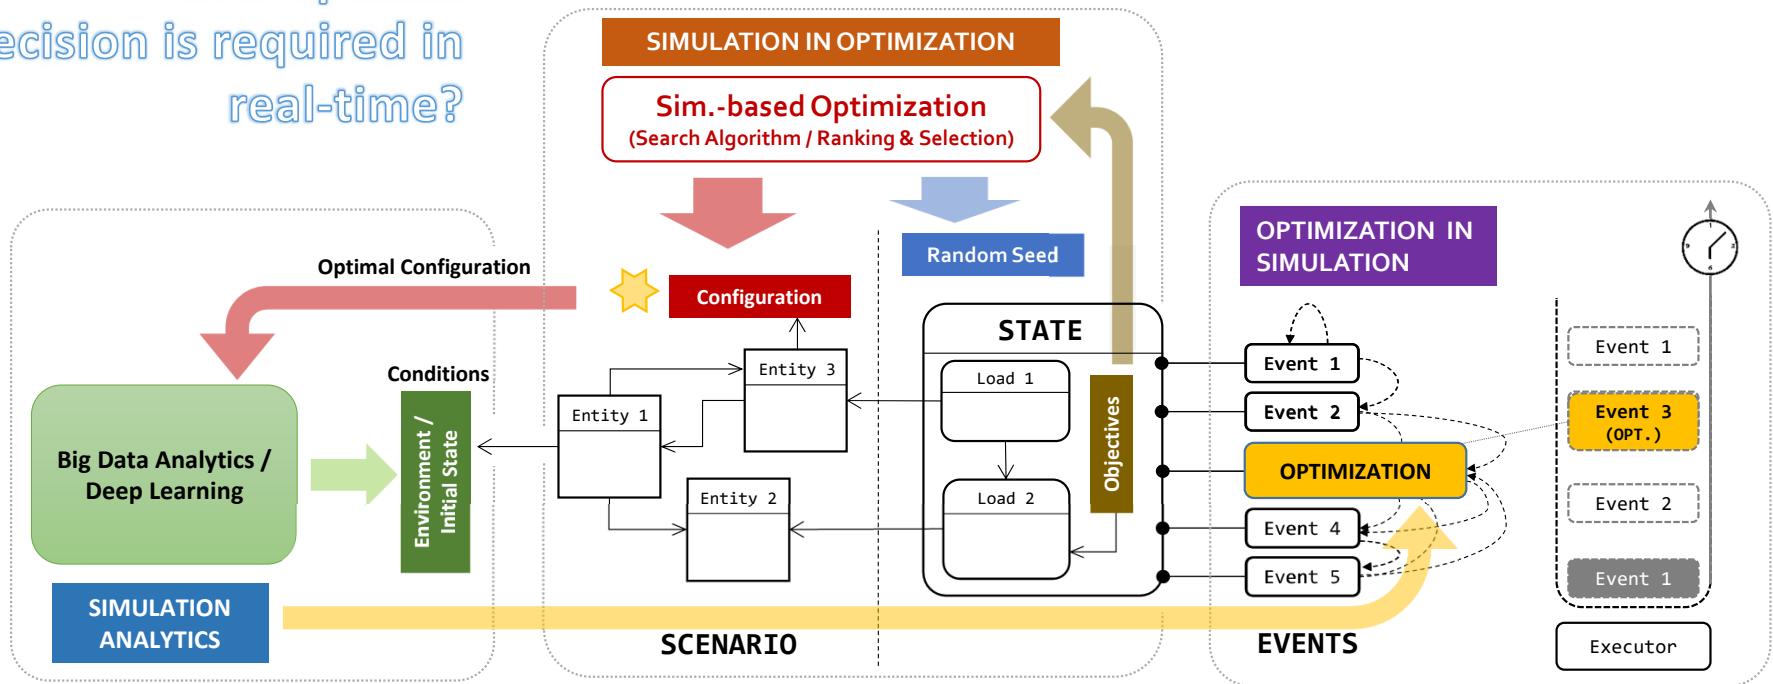 is required in
real-time?
SIMULATION IN OPTIMIZATION
Sim.-based Optimization
(Search Algorithm / Ranking & Selection)
Random Seed
Optimal Configuration
Configuration
Conditions
Big Data Analytics /
Deep Learning
Environment /
Initial State
SIMULATION
ANALYTICS
Entity 1
Entity 3
Entity 2
STATE
Load 1
Load 2
Objectives
SCENARIO
OPTIMIZATION IN
SIMULATION
Event 1
Event 2
OPTIMIZATION
Event 4
Event 5
EVENTS
Event 1
Event 3
(OPT.)
Event 2
Event 1
Executor